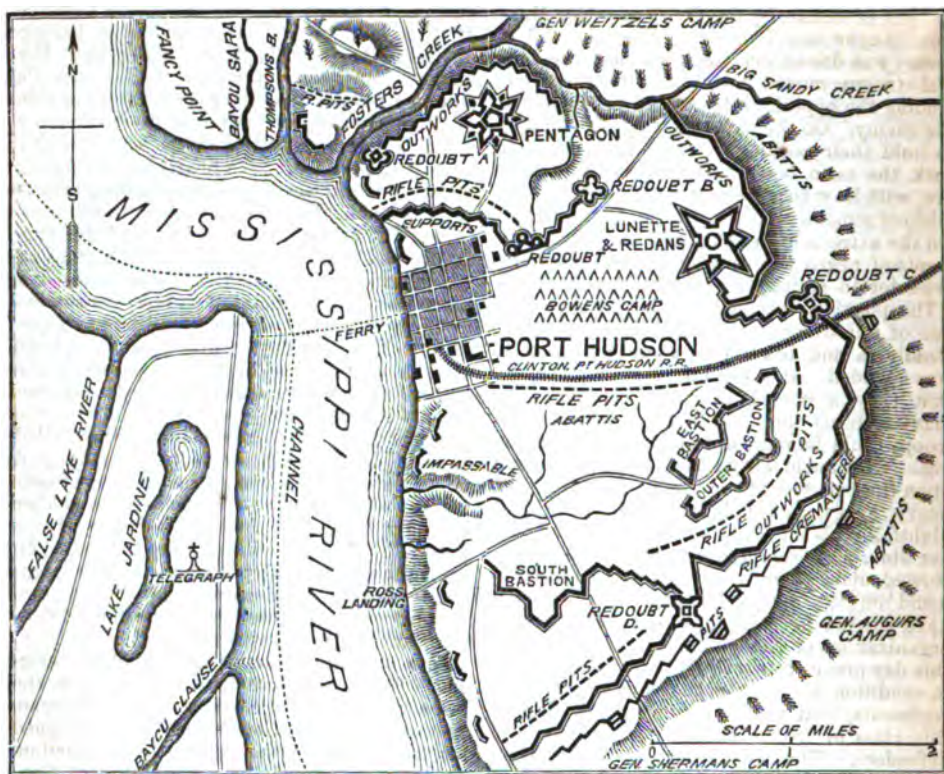 GEN WEITZELS CAMP
FANCY POINT
BAYOU SARA
THOMPSONS B.
R. PITS
FOSTERS CREEK
BIG SANDY CREEK
N
S
OUTWORKS
PENTAGON
REDOUBT A
RIFLE PITS
OUTWORKS
ABATTIS
REDOUBT B
SUPPORTS
LUNETTE
& REDANS
REDOUBT
REDOUBT C.
MISSISSIPPI RIVER
BOWENS CAMP
FERRY
PORT HUDSON
CLINTON, PT HUDSON R.R.
RIFLE PITS
ABATTIS
FALSE LAKE RIVER
LAKE JARDINE
CHANNEL
IMPASSABLE
EAST
BASTION
OUTER BASTION
RIFLE PITS
OUTWORKS
RIFLE CREMALLERE
ABATTIS
TELEGRAPH
ROSS
LANDING
SOUTH
BASTION
REDOUBT
D.
PITS
GEN. AUGURS
CAMP
BAYCU CLAUSE
RIFLE PITS
SCALE OF MILES
0 1 2
GEN. SHERMANS CAMP